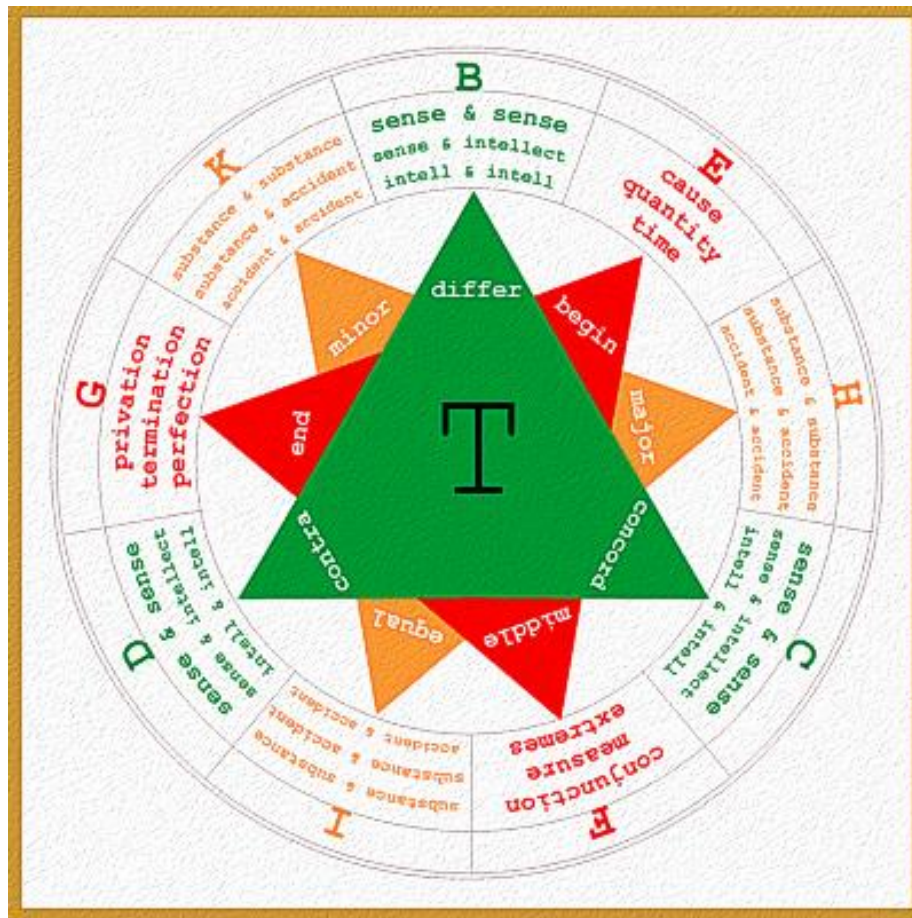 B
sense & sense
sense & intellect
intell & intell
E
cause
quantity
time
H
substance & substance
substance & accident
accident & accident
C
sense & sense
sense & intellect
intell & intell
F
conjunction
measure
extremes
I
substance & substance
substance & accident
accident & accident
D
sense & sense
sense & intellect
intell & intell
G
privation
termination
perfection
K
substance & substance
substance & accident
accident & accident
differ
begin
major
concord
middle
equal
contra
end
minor
T